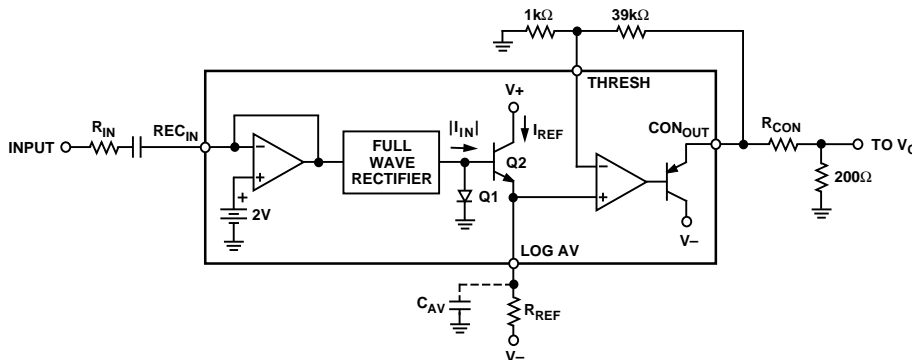 1kΩ
39kΩ
THRESH
V+
|I_IN|
I_REF
CON_OUT
R_CON
R_IN
REC_IN
INPUT
FULL
WAVE
RECTIFIER
Q2
TO V_C
Q1
200Ω
+
2V
V–
LOG AV
C_AV
R_REF
V–